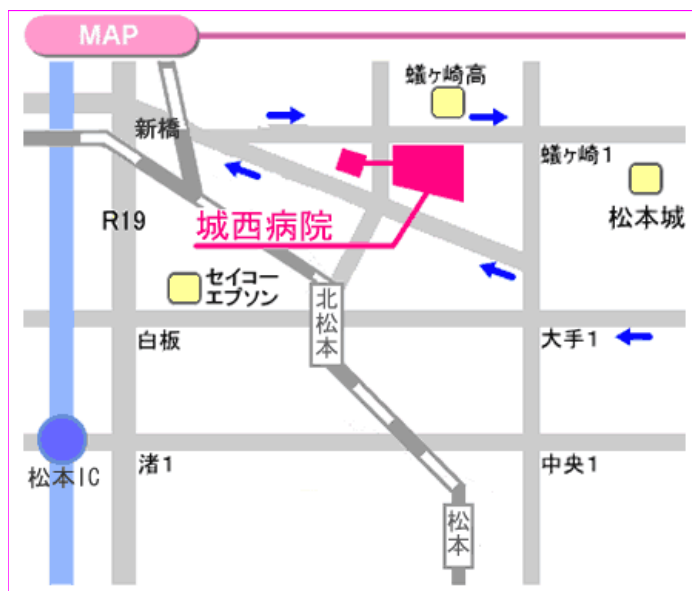 MAP
蟻ヶ崎高
新橋
蟻ヶ崎1
R19
城西病院
松本城
セイコー
エプソン
北松本
白板
大手1
渚1
中央1
松本IC
松本